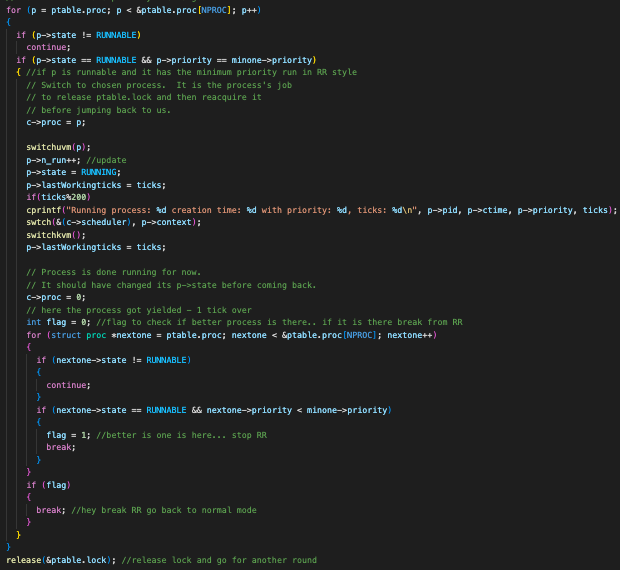 for (p = ptable.proc; p < &ptable.proc[NPROC]; p++)
{
if (p->state != RUNNABLE)
continue;
if (p->state == RUNNABLE && p->priority == minone->priority)
{ //if p is runnable and it has the minimum priority run in RR style
// Switch to chosen process.  It is the process's job
// to release ptable.lock and then reacquire it
// before jumping back to us.
c->proc = p;
switchuvm(p);
p->n_run++; //update
p->state = RUNNING;
p->lastWorkingticks = ticks;
if(ticks%200)
cprintf("Running process: %d creation time: %d with priority: %d, ticks: %d\n", p->pid, p->ctime, p->priority, ticks);
swtch(&(c->scheduler), p->context);
switchkvm();
p->lastWorkingticks = ticks;
// Process is done running for now.
// It should have changed its p->state before coming back.
c->proc = 0;
// here the process got yielded - 1 tick over
int flag = 0; //flag to check if better process is there.. if it is there break from RR
for (struct proc *nextone = ptable.proc; nextone < &ptable.proc[NPROC]; nextone++)
{
if (nextone->state != RUNNABLE)
{
continue;
}
if (nextone->state == RUNNABLE && nextone->priority < minone->priority)
{
flag = 1; //better is one is here... stop RR
break;
}
}
if (flag)
{
break; //hey break RR go back to normal mode
}
}
}
release(&ptable.lock); //release lock and go for another round